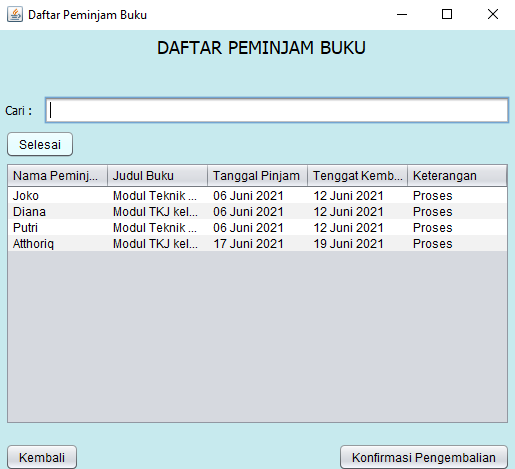 Daftar Peminjam Buku
DAFTAR PEMINJAM BUKU
Cari :
Selesai
Nama Peminj... Judul Buku Tanggal Pinjam Tenggat Kemb... Keterangan
Joko Modul Teknik ... 06 Juni 2021 12 Juni 2021 Proses
Diana Modul TKJ kel... 06 Juni 2021 12 Juni 2021 Proses
Putri Modul Teknik ... 06 Juni 2021 12 Juni 2021 Proses
Atthoriq Modul TKJ kel... 17 Juni 2021 19 Juni 2021 Proses
Kembali Konfirmasi Pengembalian